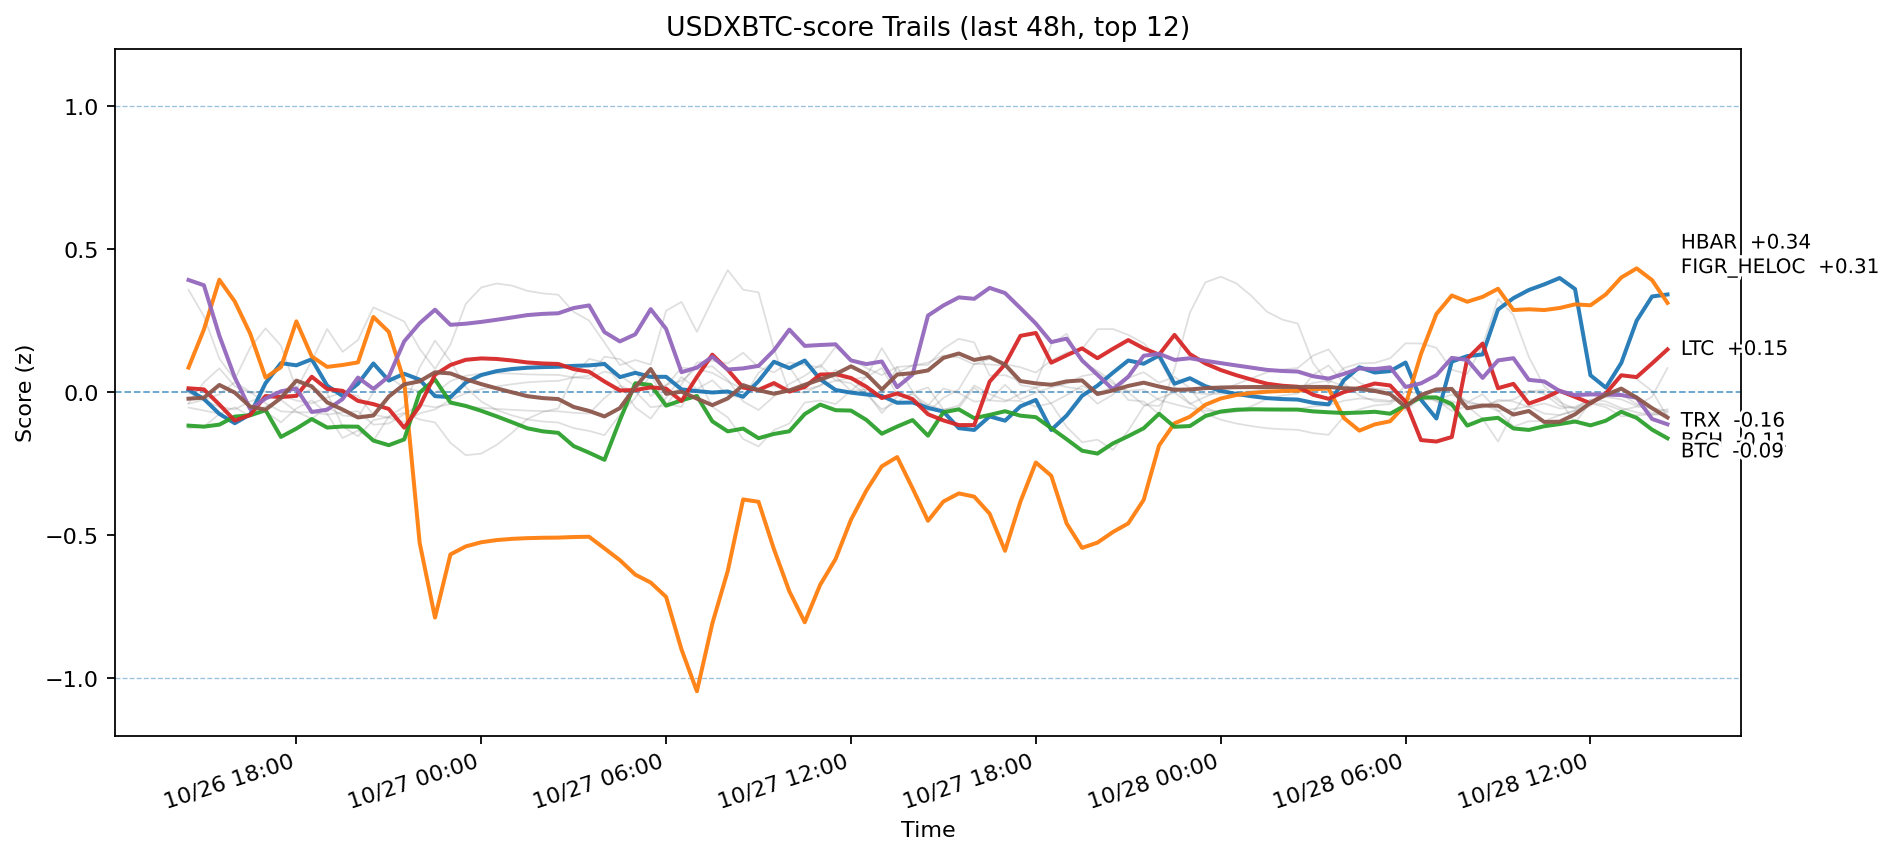 USDXBTC-score Trails (last 48h, top 12)
Score (z)
1.0
0.5
0.0
−0.5
−1.0
HBAR +0.34
FIGR_HELOC +0.31
LTC +0.15
TRX -0.16
BCH -0.11
BTC -0.09
10/26 18:00
10/27 00:00
10/27 06:00
10/27 12:00
10/27 18:00
10/28 00:00
10/28 06:00
10/28 12:00
Time